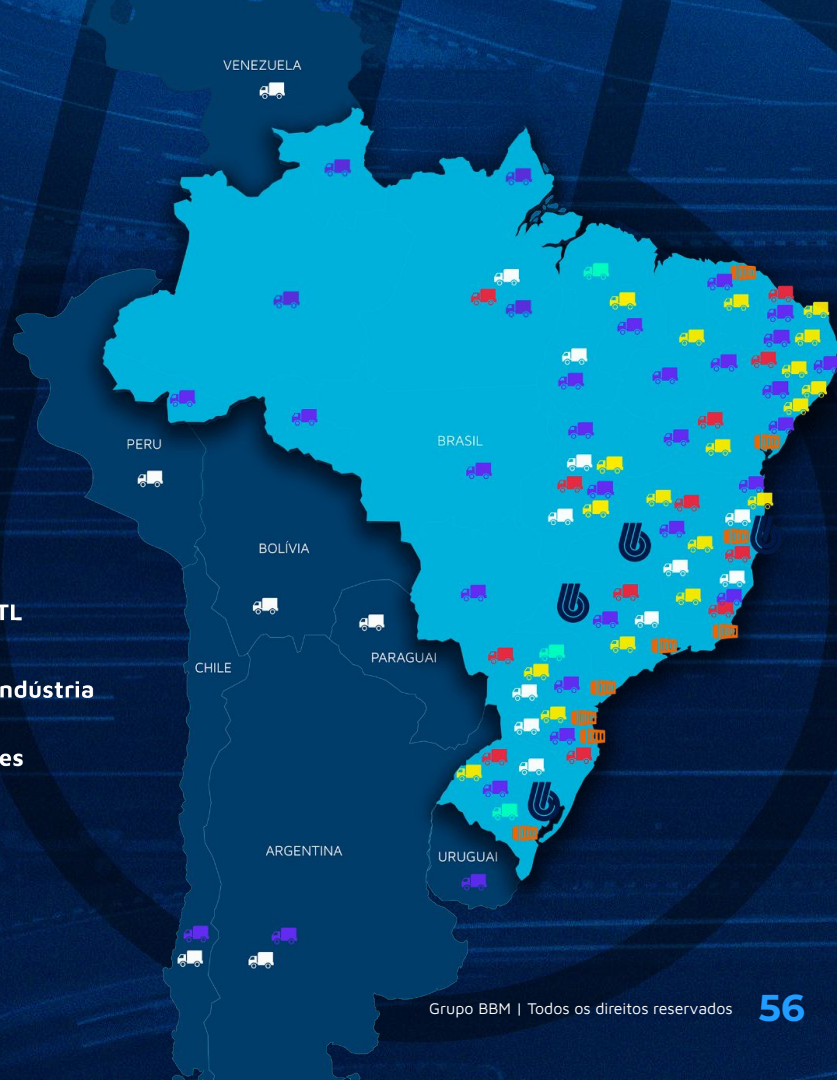 VENEZUELA
PERU
BRASIL
BOLÍVIA
TL
PARAGUAI
CHILE
ndústria
es
ARGENTINA
URUGUAI
Grupo BBM | Todos os direitos reservados 56